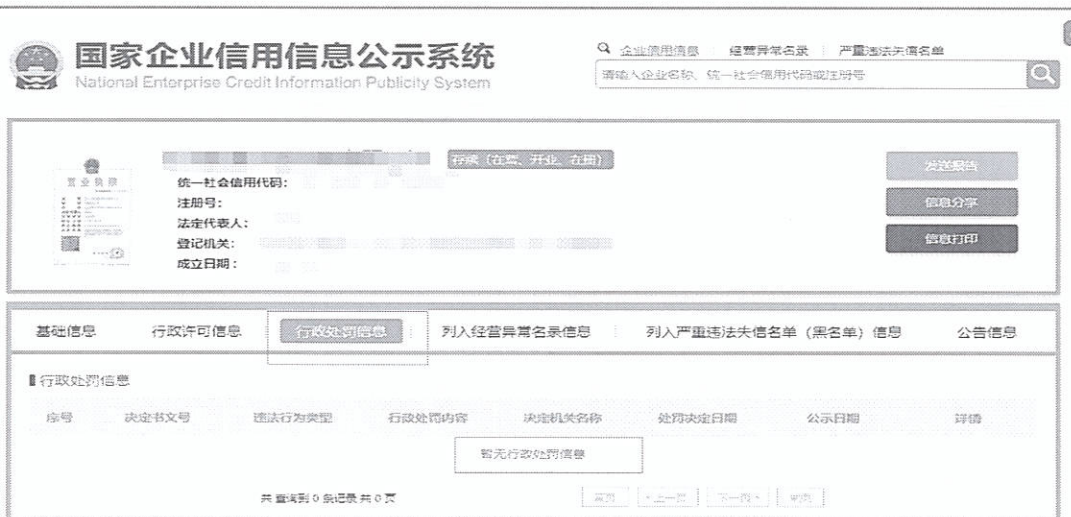 国家企业信用信息公示系统
National Enterprise Credit Information Publicity System
企业信用信息 经营异常名录 严重违法失信名单
请输入企业名称、统一社会信用代码或注册号
营业执照
存续（在营、开业、在册）
统一社会信用代码：
注册号：
法定代表人：
登记机关：
成立日期：
发送报告
信息分享
信息打印
基础信息 行政许可信息 行政处罚信息 列入经营异常名录信息 列入严重违法失信名单（黑名单）信息 公告信息
行政处罚信息
序号 决定书文号 违法行为类型 行政处罚内容 决定机关名称 处罚决定日期 公示日期 详情
暂无行政处罚信息
共 查询到 0 条记录 共 0 页
首页 上一页 下一页 末页